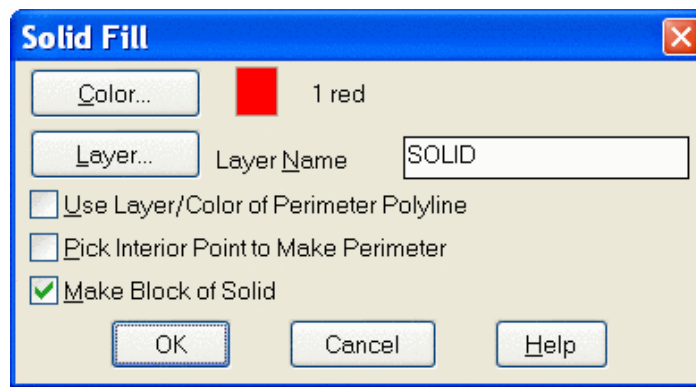 Solid Fill
Color... 1 red
Layer... Layer Name SOLID
Use Layer/Color of Perimeter Polyline
Pick Interior Point to Make Perimeter
Make Block of Solid
OK Cancel Help